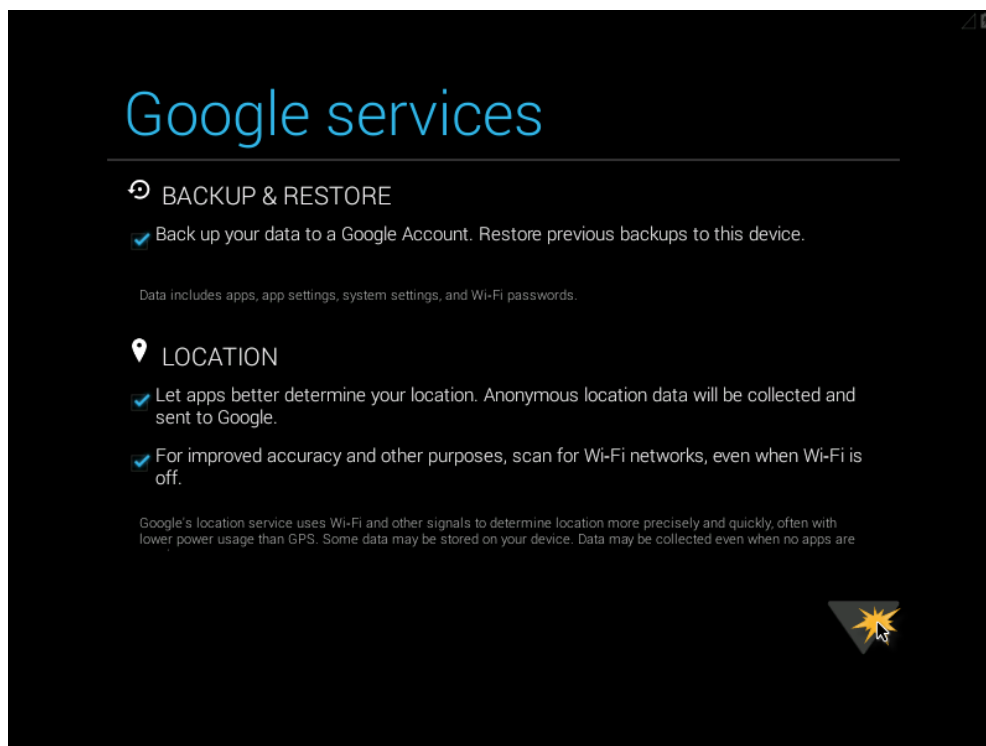 Google services
BACKUP & RESTORE
Back up your data to a Google Account. Restore previous backups to this device.
Data includes apps, app settings, system settings, and Wi-Fi passwords.
LOCATION
Let apps better determine your location. Anonymous location data will be collected and
sent to Google.
For improved accuracy and other purposes, scan for Wi-Fi networks, even when Wi-Fi is
off.
Google's location service uses Wi-Fi and other signals to determine location more precisely and quickly, often with
lower power usage than GPS. Some data may be stored on your device. Data may be collected even when no apps are